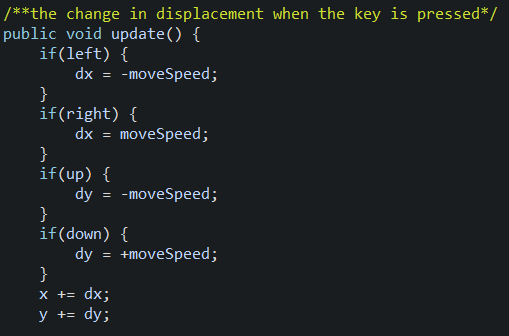 /**the change in displacement when the key is pressed*/
public void update() {
    if(left) {
        dx = -moveSpeed;
    }
    if(right) {
        dx = moveSpeed;
    }
    if(up) {
        dy = -moveSpeed;
    }
    if(down) {
        dy = +moveSpeed;
    }
    x += dx;
    y += dy;